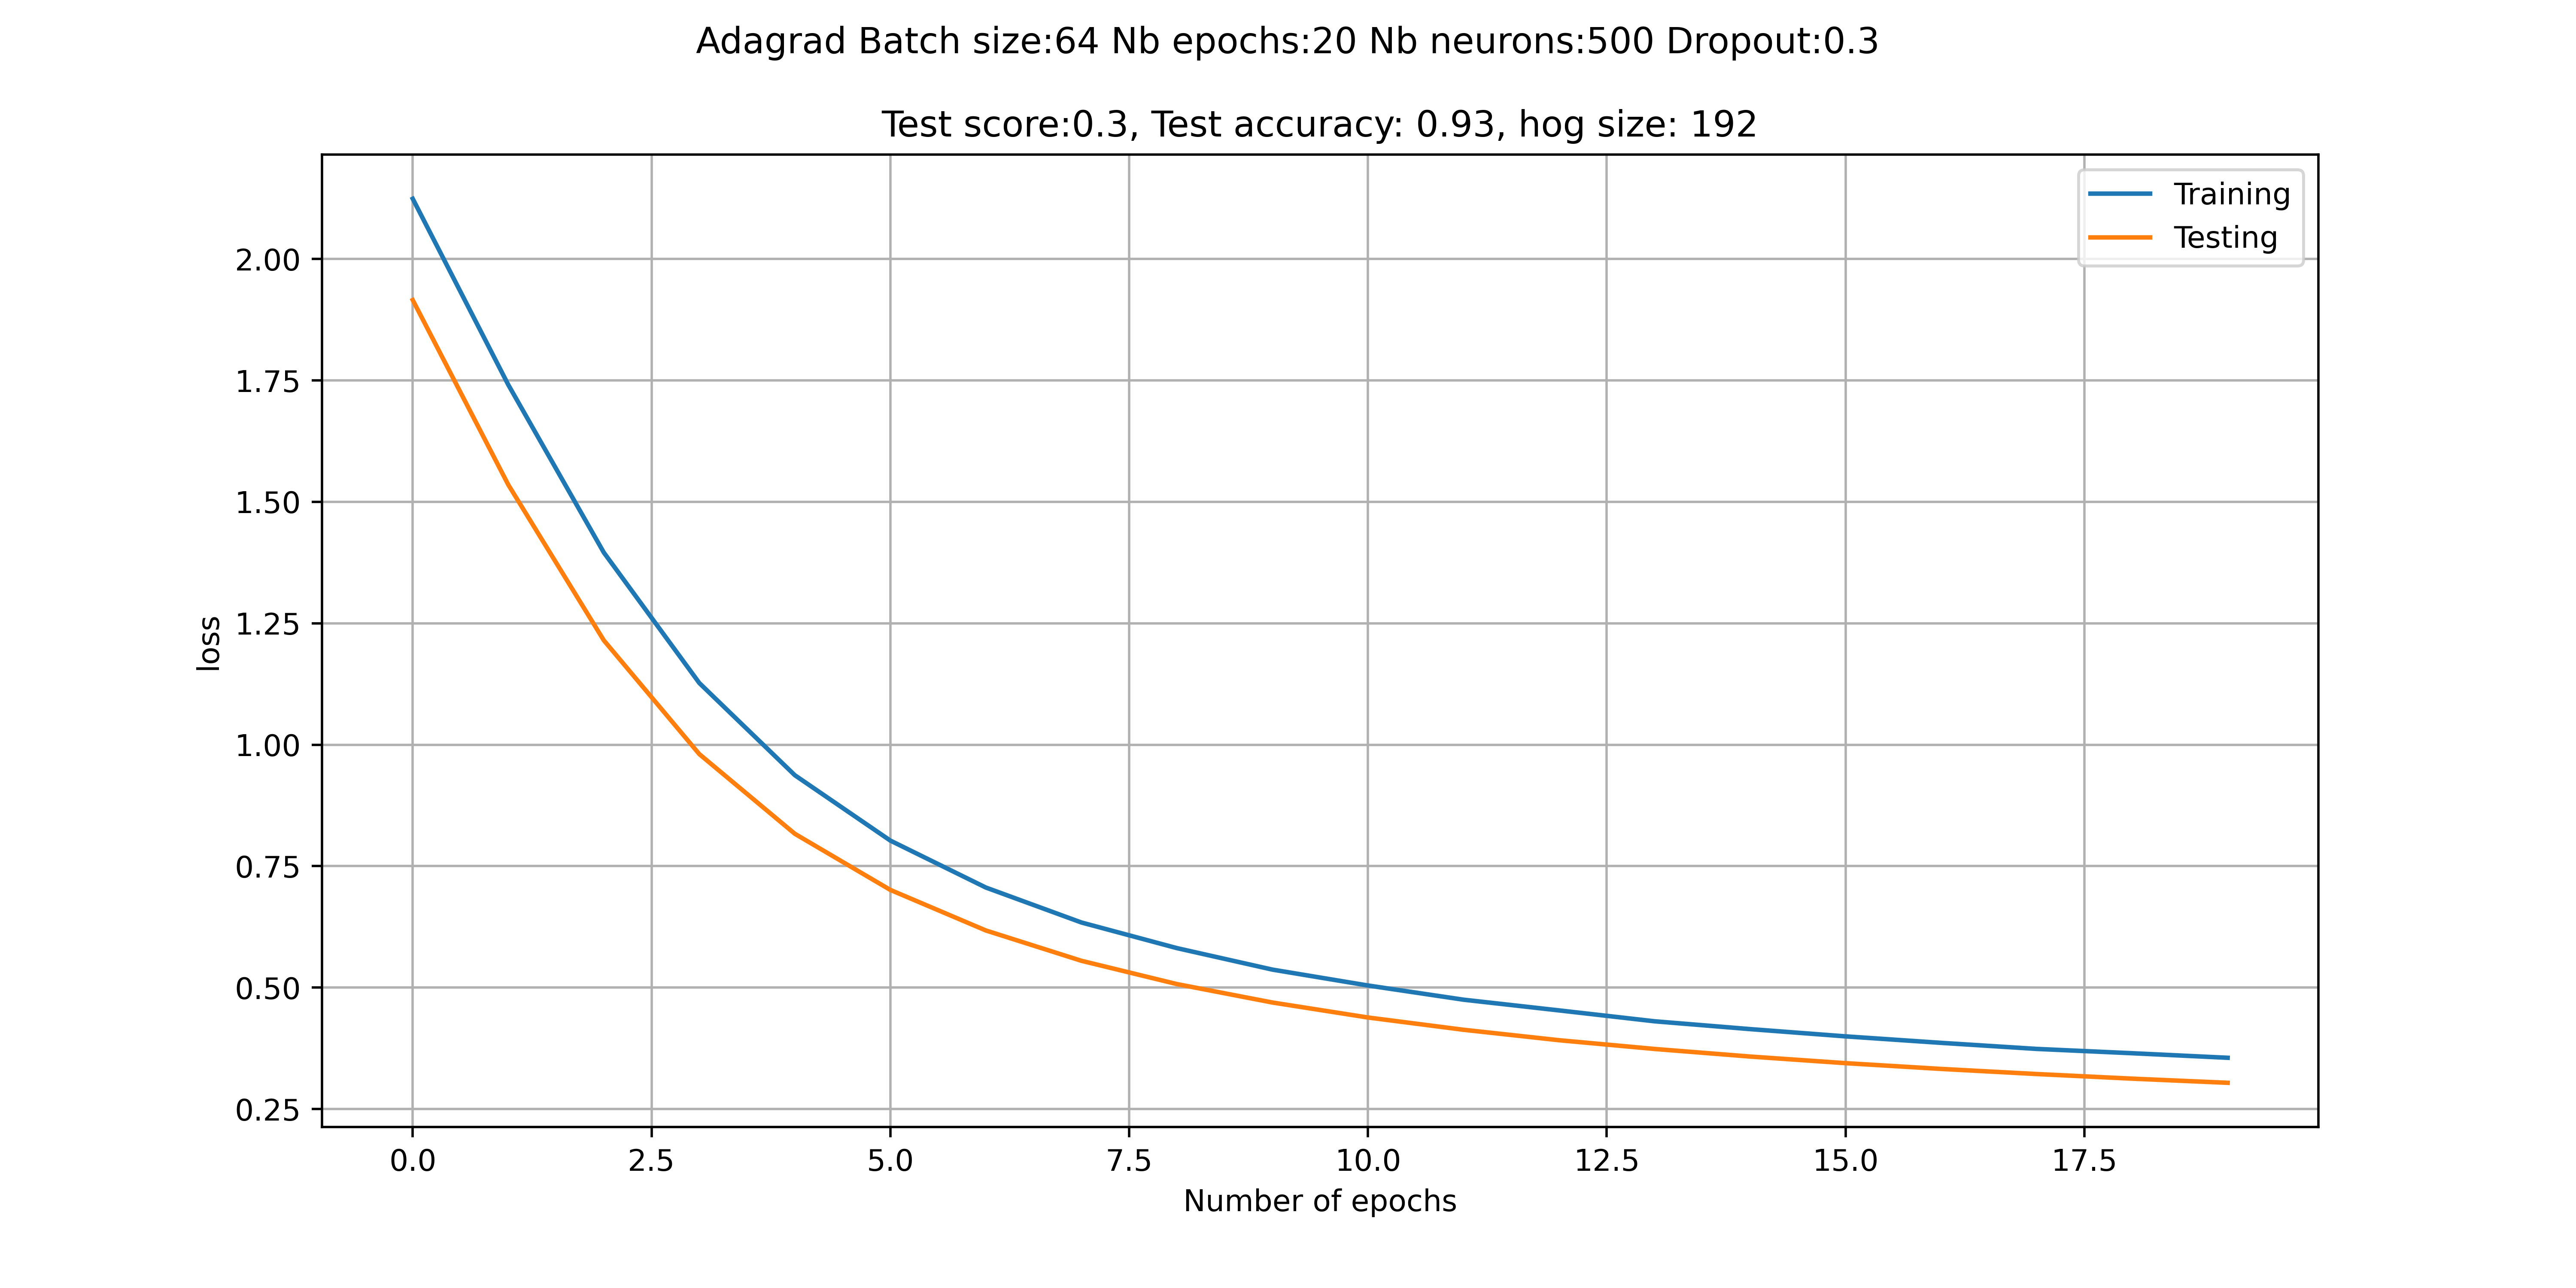 Adagrad Batch size:64 Nb epochs:20 Nb neurons:500 Dropout:0.3
Test score:0.3, Test accuracy: 0.93, hog size: 192
Training
Testing
2.00
1.75
1.50
1.25
1.00
0.75
0.50
0.25
loss
0.0 2.5 5.0 7.5 10.0 12.5 15.0 17.5
Number of epochs